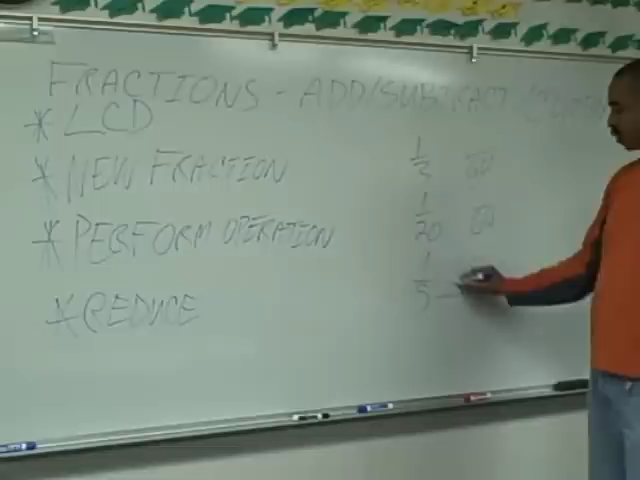 FRACTIONS - ADD/SUBTRACT
* LCD
* NEW FRACTION
* PERFORM OPERATION
* REDUCE
1/2
1/20
1/5